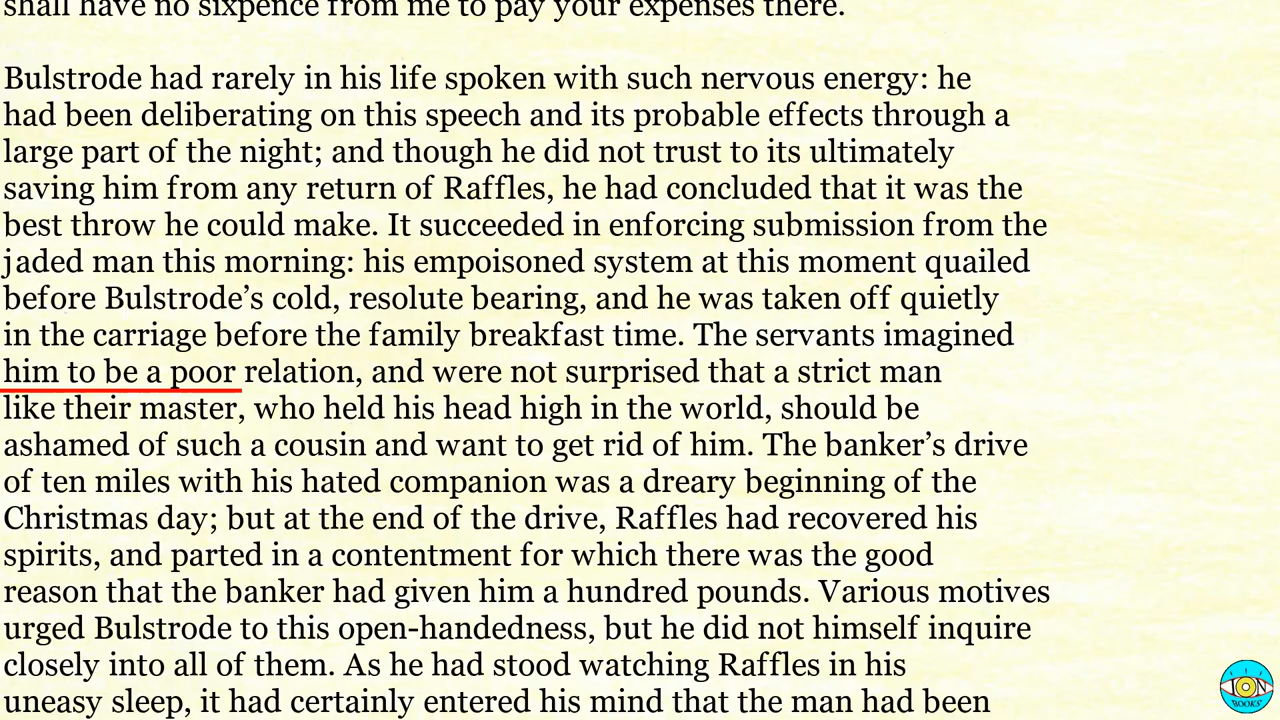 shall have no sixpence from me to pay your expenses there.
Bulstrode had rarely in his life spoken with such nervous energy: he
had been deliberating on this speech and its probable effects through a
large part of the night; and though he did not trust to its ultimately
saving him from any return of Raffles, he had concluded that it was the
best throw he could make. It succeeded in enforcing submission from the
jaded man this morning: his empoisoned system at this moment quailed
before Bulstrode’s cold, resolute bearing, and he was taken off quietly
in the carriage before the family breakfast time. The servants imagined
him to be a poor relation, and were not surprised that a strict man
like their master, who held his head high in the world, should be
ashamed of such a cousin and want to get rid of him. The banker’s drive
of ten miles with his hated companion was a dreary beginning of the
Christmas day; but at the end of the drive, Raffles had recovered his
spirits, and parted in a contentment for which there was the good
reason that the banker had given him a hundred pounds. Various motives
urged Bulstrode to this open-handedness, but he did not himself inquire
closely into all of them. As he had stood watching Raffles in his
uneasy sleep, it had certainly entered his mind that the man had been
ION
BOOKS